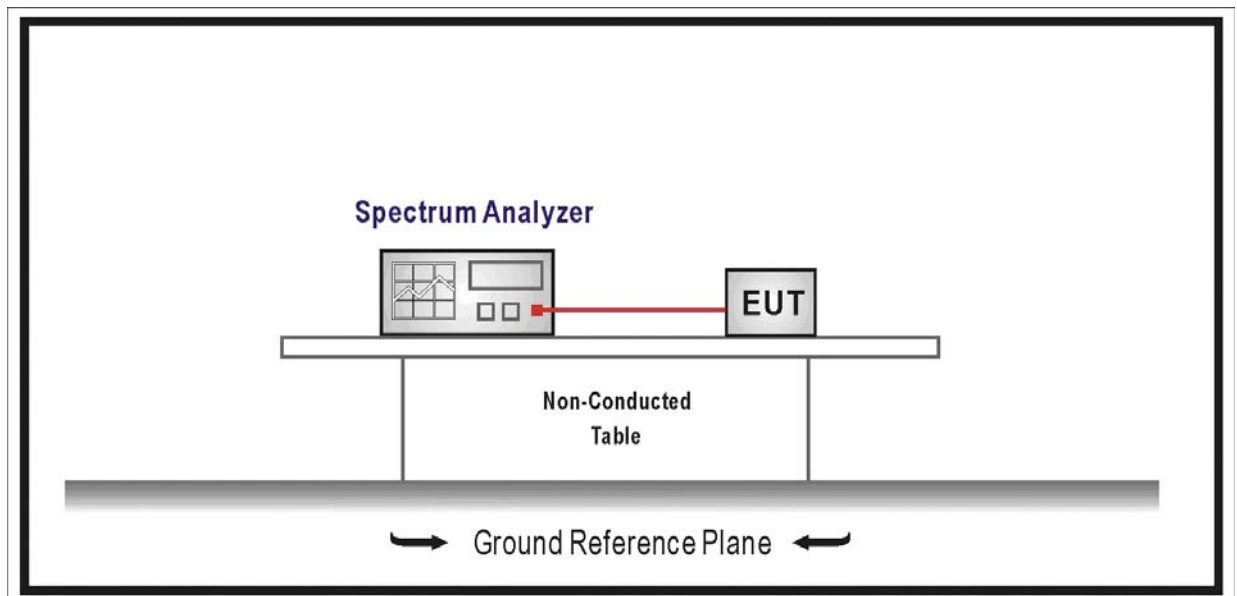 Spectrum Analyzer
EUT
Non-Conducted
Table
Ground Reference Plane